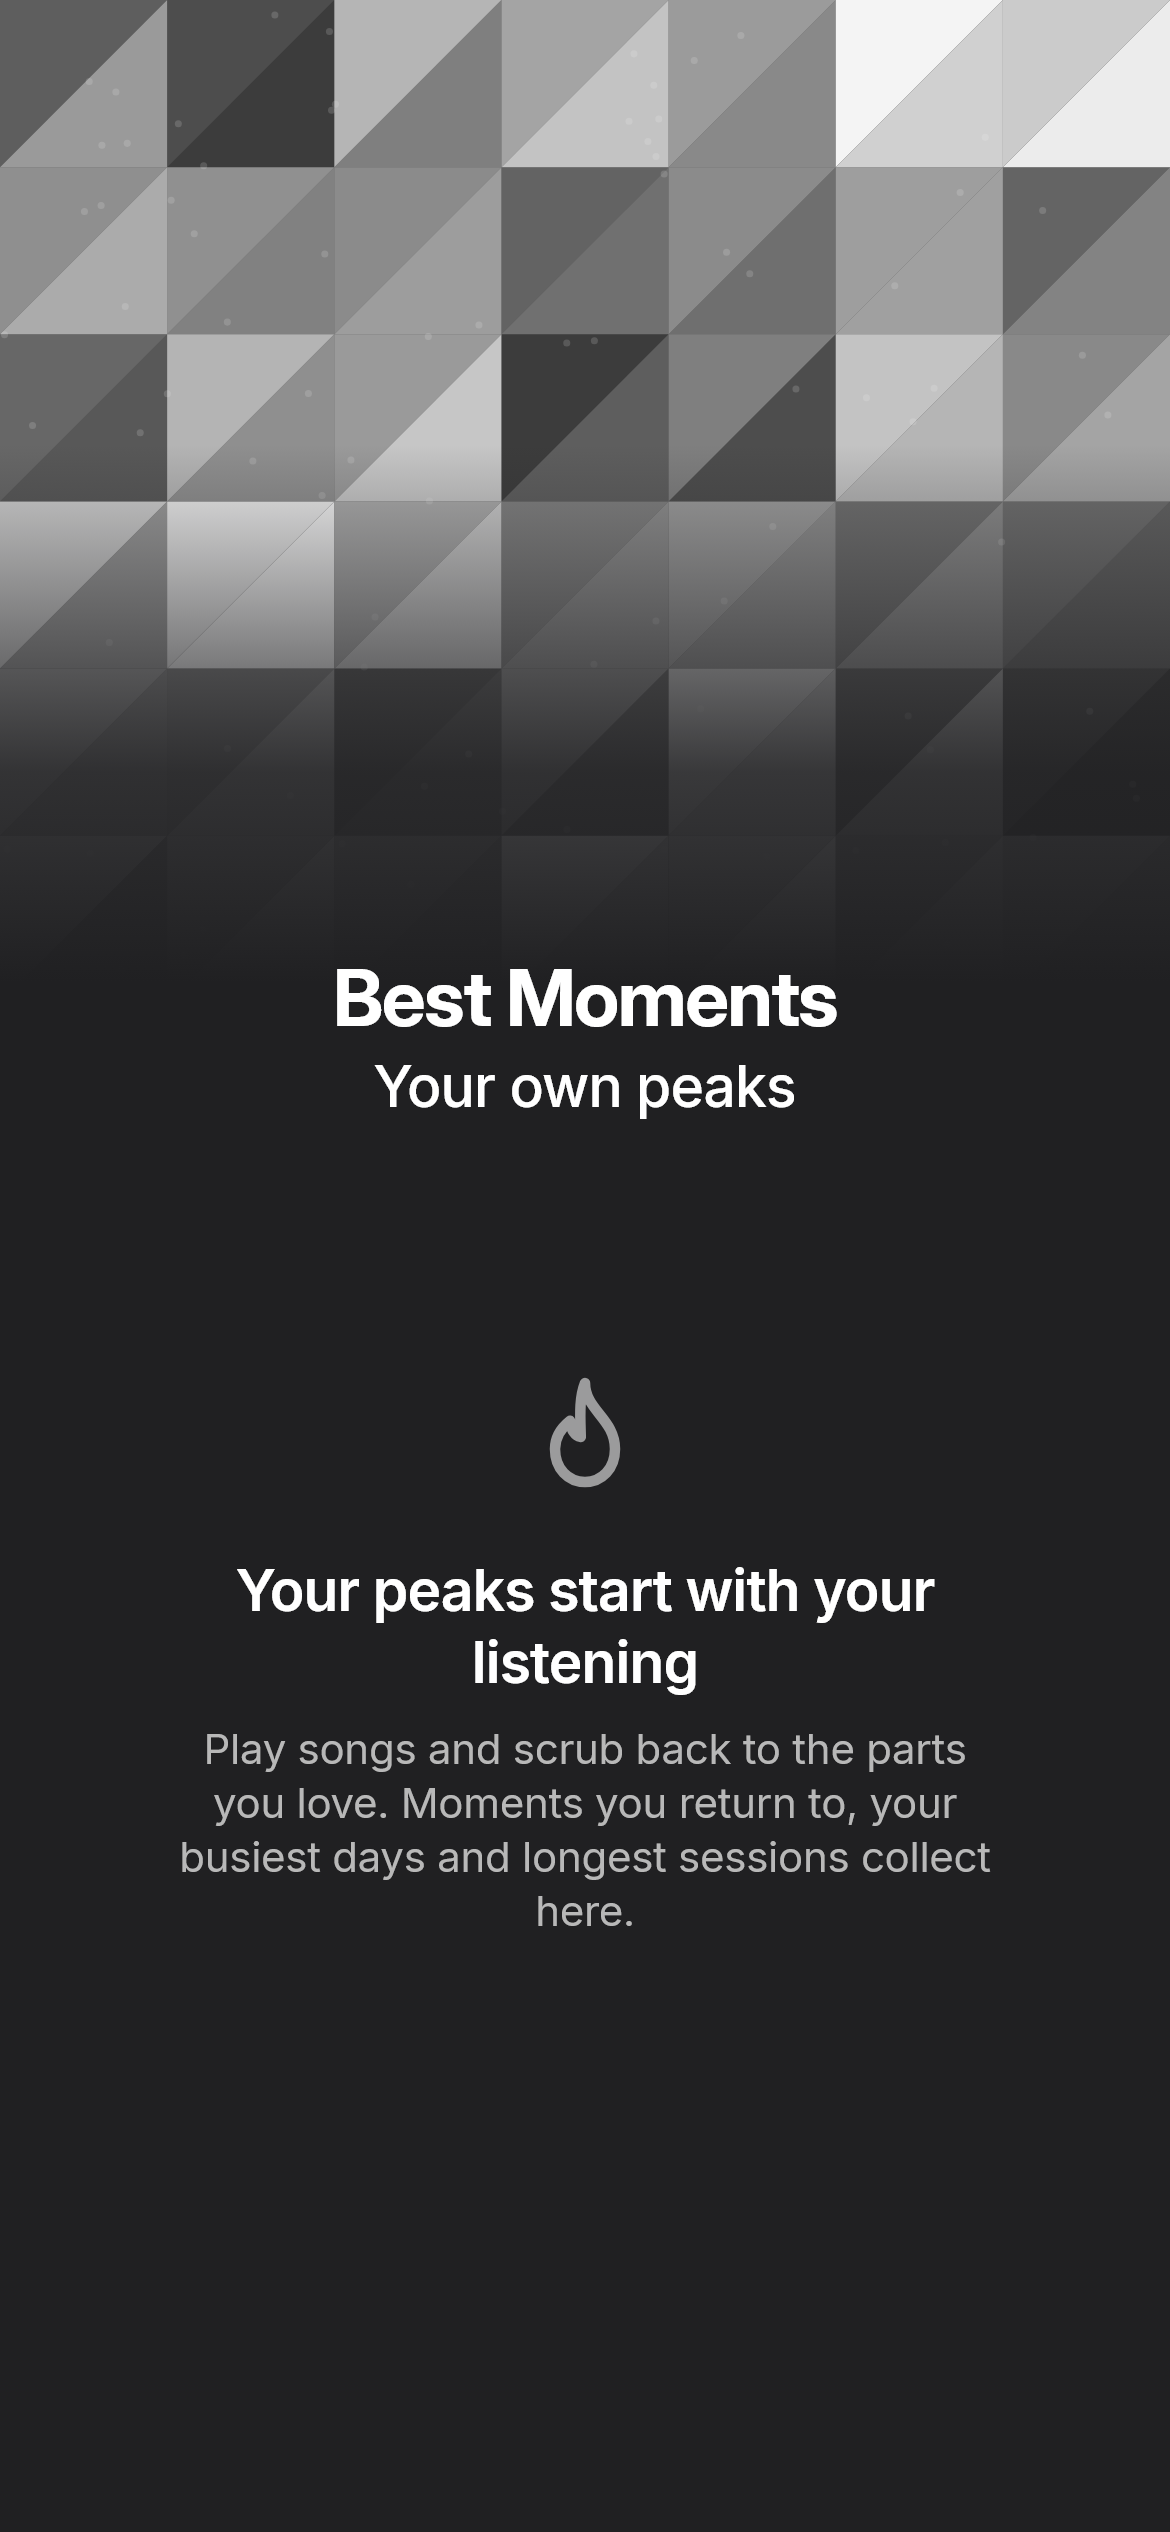 Best Moments
Your own peaks
Your peaks start with your
listening
Play songs and scrub back to the parts
you love. Moments you return to, your
busiest days and longest sessions collect
here.